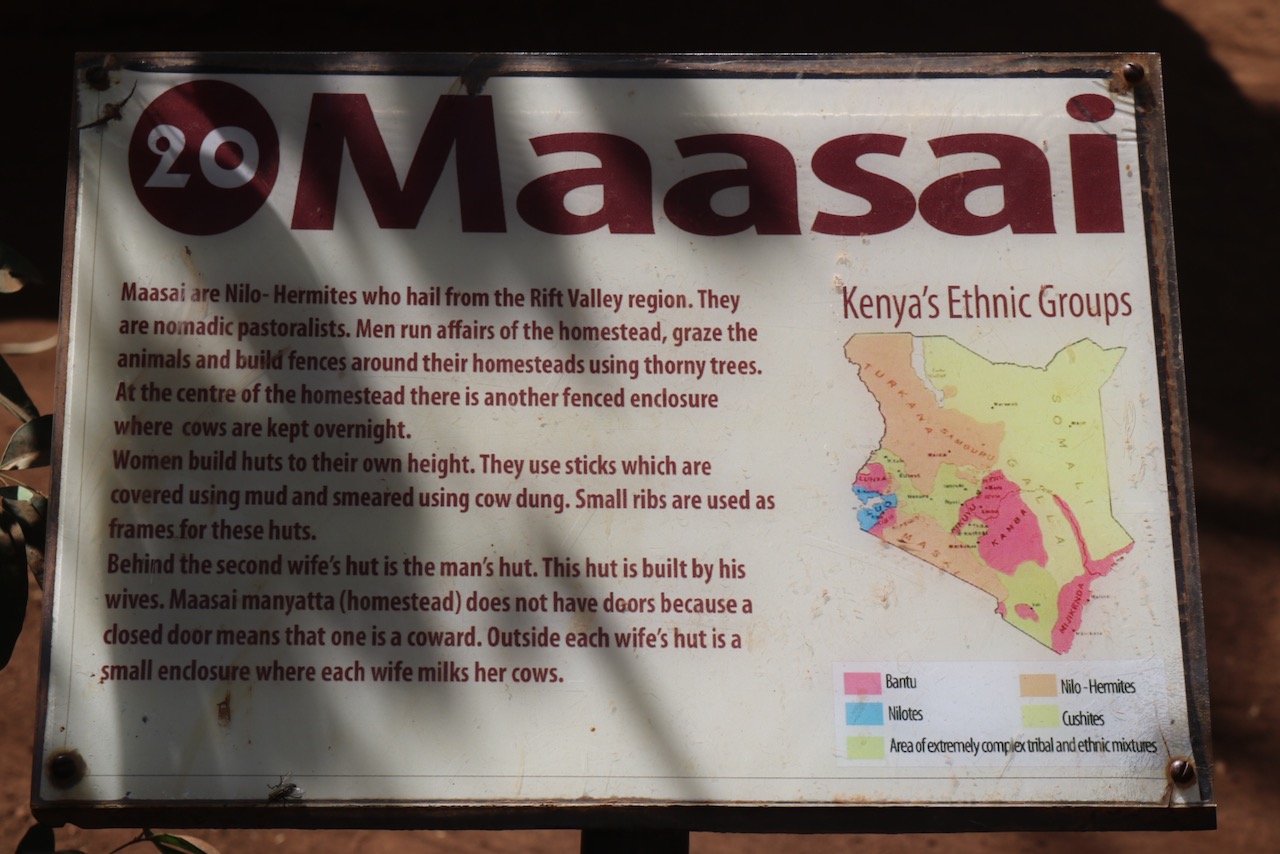 20 Maasai
Maasai are Nilo- Hermites who hail from the Rift Valley region. They
are nomadic pastoralists. Men run affairs of the homestead, graze the
animals and build fences around their homesteads using thorny trees.
At the centre of the homestead there is another fenced enclosure
where cows are kept overnight.
Women build huts to their own height. They use sticks which are
covered using mud and smeared using cow dung. Small ribs are used as
frames for these huts.
Behind the second wife's hut is the man's hut. This hut is built by his
wives. Maasai manyatta (homestead) does not have doors because a
closed door means that one is a coward. Outside each wife's hut is a
small enclosure where each wife milks her cows.
Kenya's Ethnic Groups
TURKANA
SAMBURU
SOMALI
GALLA
KAMBA
MIJIKENDA
Bantu
Nilo - Hermites
Nilotes
Cushites
Area of extremely complex tribal and ethnic mixtures